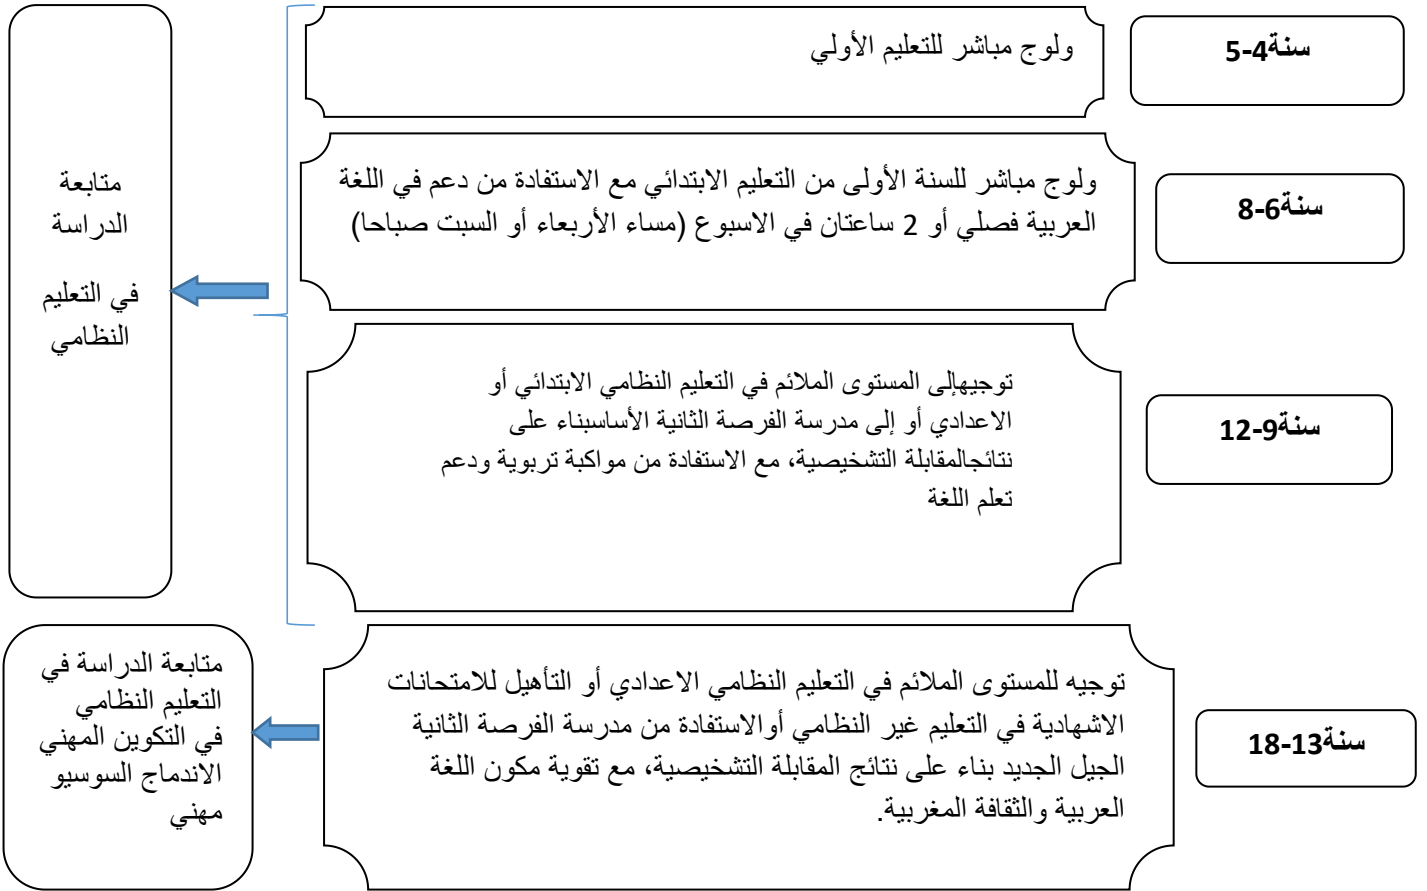 سنة4-5
ولوج مباشر للتعليم الأولي
سنة6-8
ولوج مباشر للسنة الأولى من التعليم الابتدائي مع الاستفادة من دعم في اللغة
العربية فصلي أو 2 ساعتان في الاسبوع (مساء الأربعاء أو السبت صباحا)
سنة9-12
توجيهإلى المستوى الملائم في التعليم النظامي الابتدائي أو
الاعدادي أو إلى مدرسة الفرصة الثانية الأساسبناء على
نتائجالمقابلة التشخيصية، مع الاستفادة من مواكبة تربوية ودعم
تعلم اللغة
متابعة
الدراسة
في التعليم
النظامي
سنة13-18
توجيه للمستوى الملائم في التعليم النظامي الاعدادي أو التأهيل للامتحانات
الاشهادية في التعليم غير النظامي أوالاستفادة من مدرسة الفرصة الثانية
الجيل الجديد بناء على نتائج المقابلة التشخيصية، مع تقوية مكون اللغة
العربية والثقافة المغربية.
متابعة الدراسة في
التعليم النظامي
في التكوين المهني
الاندماج السوسيو
مهني